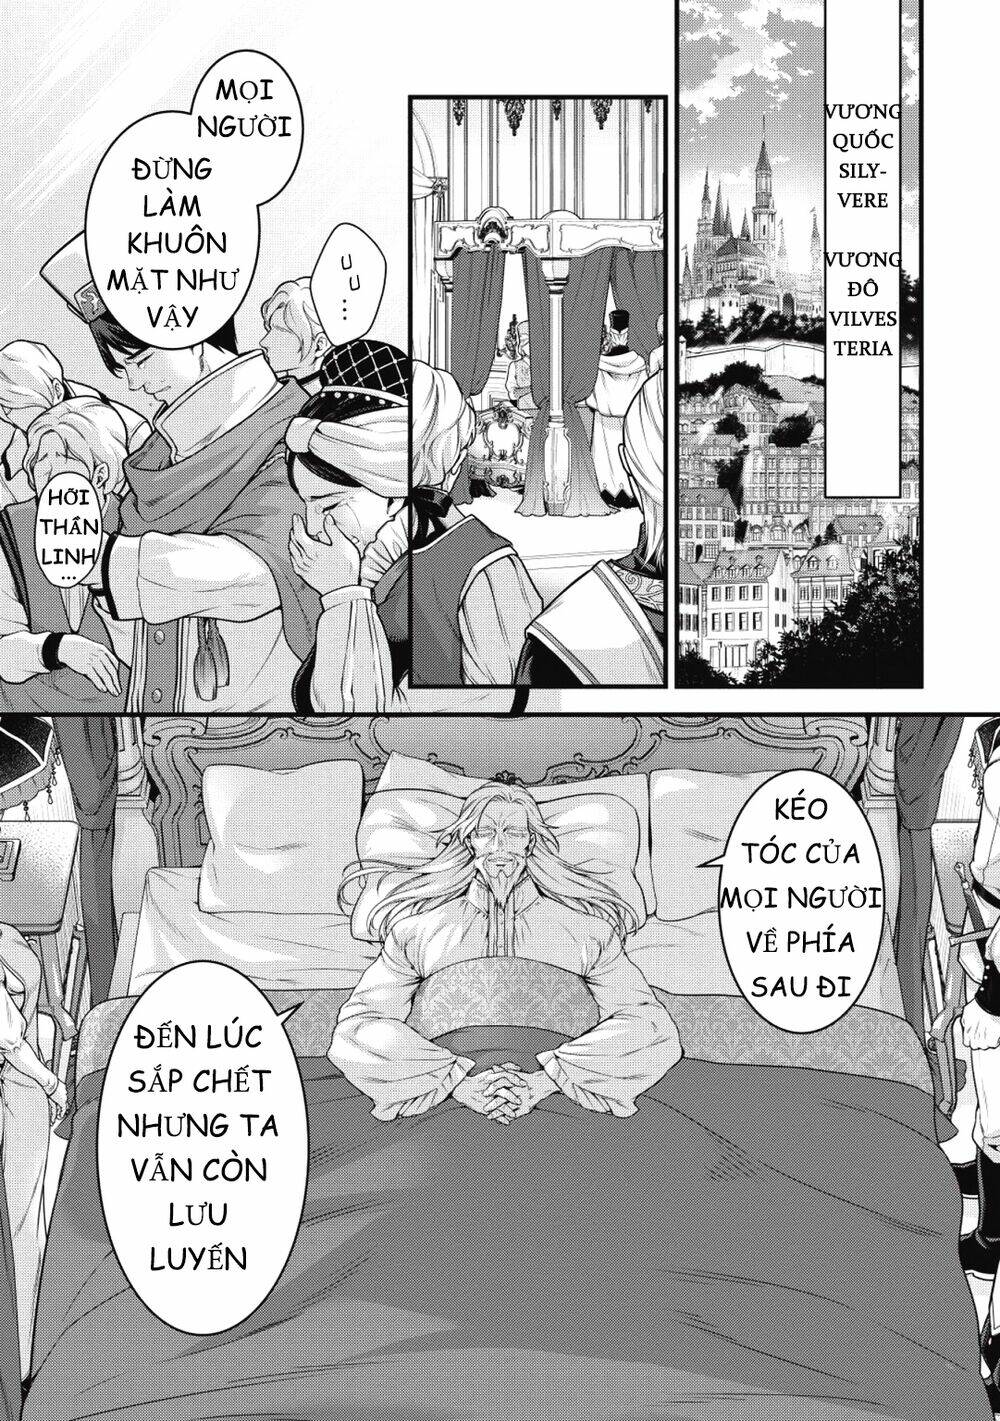 VƯƠNG
QUỐC
SILY-
VERE
VƯƠNG
ĐÔ
VILVES
TERIA
MỌI
NGƯỜI
ĐỪNG
LÀM
KHUÔN
MẶT NHƯ
VẬY
UU
...
HỠI
THẦN
LINH
...
KÉO
TÓC CỦA
MỌI NGƯỜI
VỀ PHÍA
SAU ĐI
ĐẾN LÚC
SẮP CHẾT
NHƯNG TA
VẪN CÒN
LƯU
LUYẾN